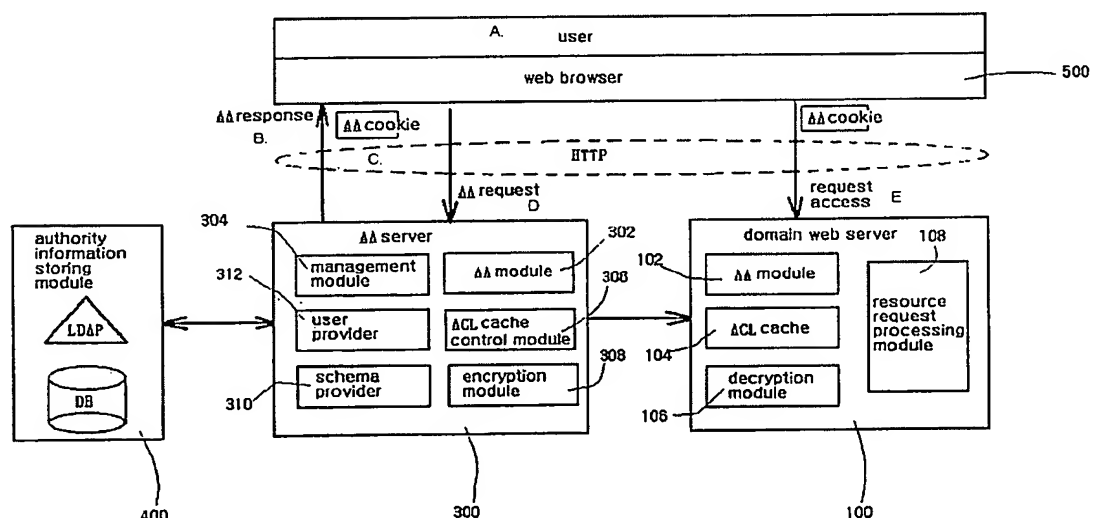 A. user
web browser
500
AA response
B.
AA cookie
C.
HTTP
AA request
D
AA cookie
request access
E
authority information storing module
LDAP
DB
400
304
312
310
AA server
management module
user provider
schema provider
302
AA module
308
ACL cache control module
308
encryption module
300
domain web server
102
AA module
104
ACL cache
106
decryption module
108
resource request processing module
100